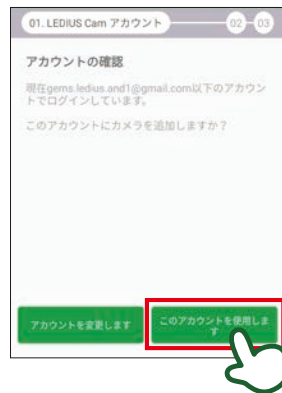 01. LEDIUS Cam アカウント 02 03
アカウントの確認
現在gems.ledius.and1@gmail.com以下のアカウン
トでログインしています。
このアカウントにカメラを追加しますか？
アカウントを変更します
このアカウントを使用しま
す